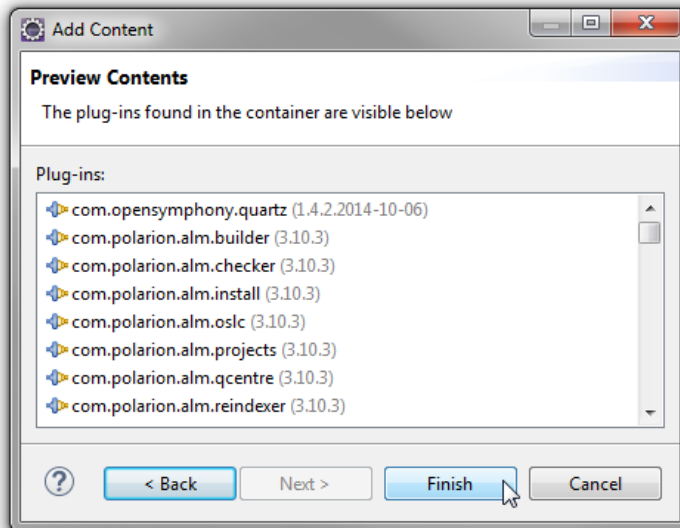 Add Content
Preview Contents
The plug-ins found in the container are visible below
Plug-ins:
com.opensymphony.quartz (1.4.2.2014-10-06)
com.polarion.alm.builder (3.10.3)
com.polarion.alm.checker (3.10.3)
com.polarion.alm.install (3.10.3)
com.polarion.alm.oslc (3.10.3)
com.polarion.alm.projects (3.10.3)
com.polarion.alm.qcentre (3.10.3)
com.polarion.alm.reindexer (3.10.3)
? < Back Next > Finish Cancel